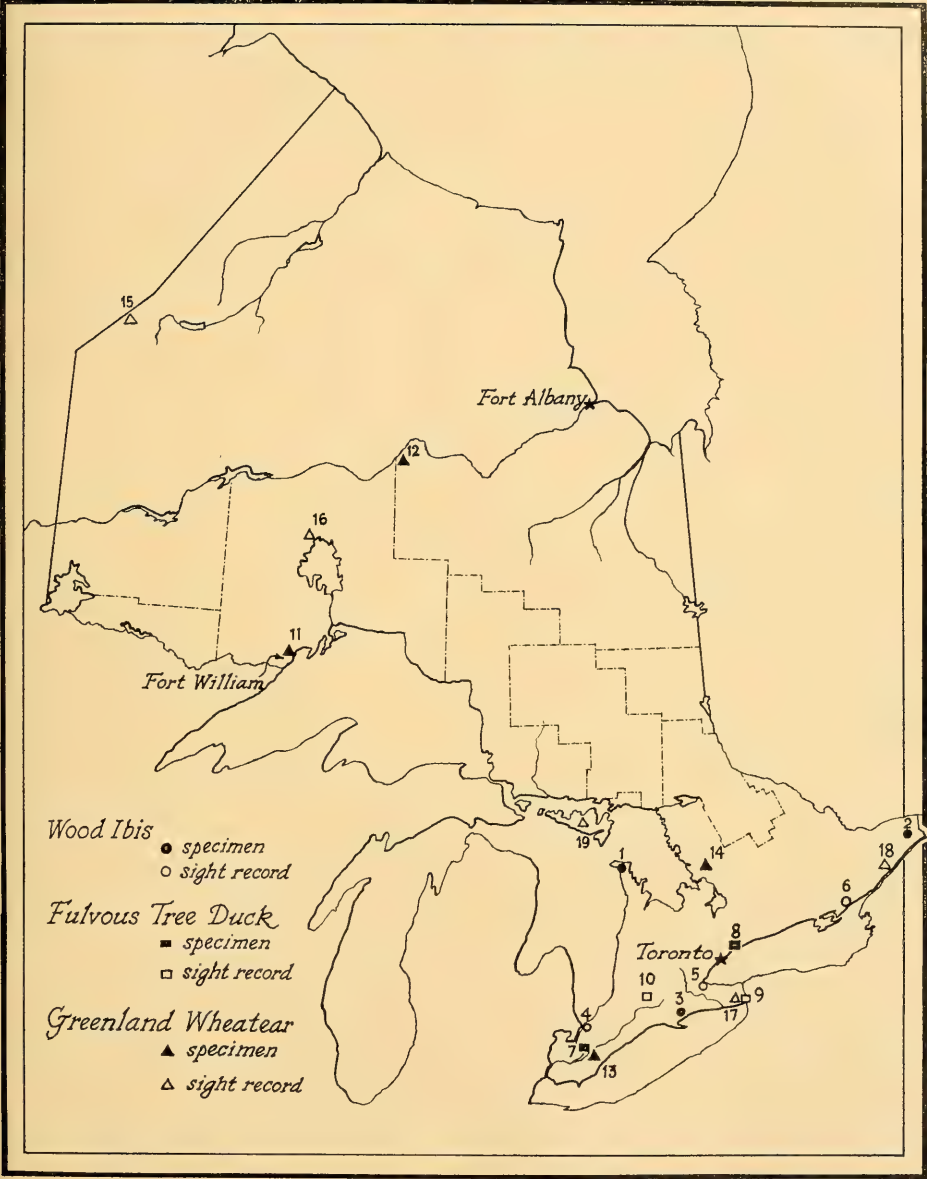 15
Fort Albany
12
16
11
Fort William
Wood Ibis
specimen
sight record
Fulvous Tree Duck
specimen
sight record
Greenland Wheatear
specimen
sight record
19
1
14
2
18
6
8
Toronto
5
10
3
17
9
4
7
13